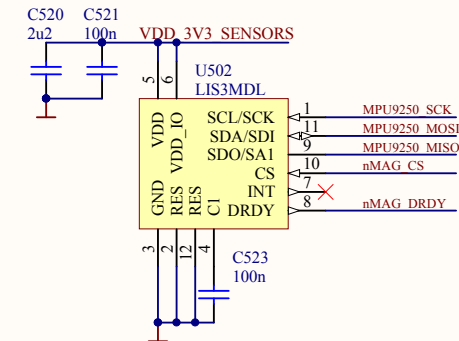 C520 C521
2u2 100n VDD_3V3_SENSORS
5 6
U502
LIS3MDL
VDD
VDD_IO
SCL/SCK 1 MPU9250_SCK
SDA/SDI 11 MPU9250_MOSI
SDO/SA1 9 MPU9250_MISO
CS 10 nMAG_CS
INT 7
DRDY 8 nMAG_DRDY
GND
RES
RES
C1
3 2 12 4
C523
100n